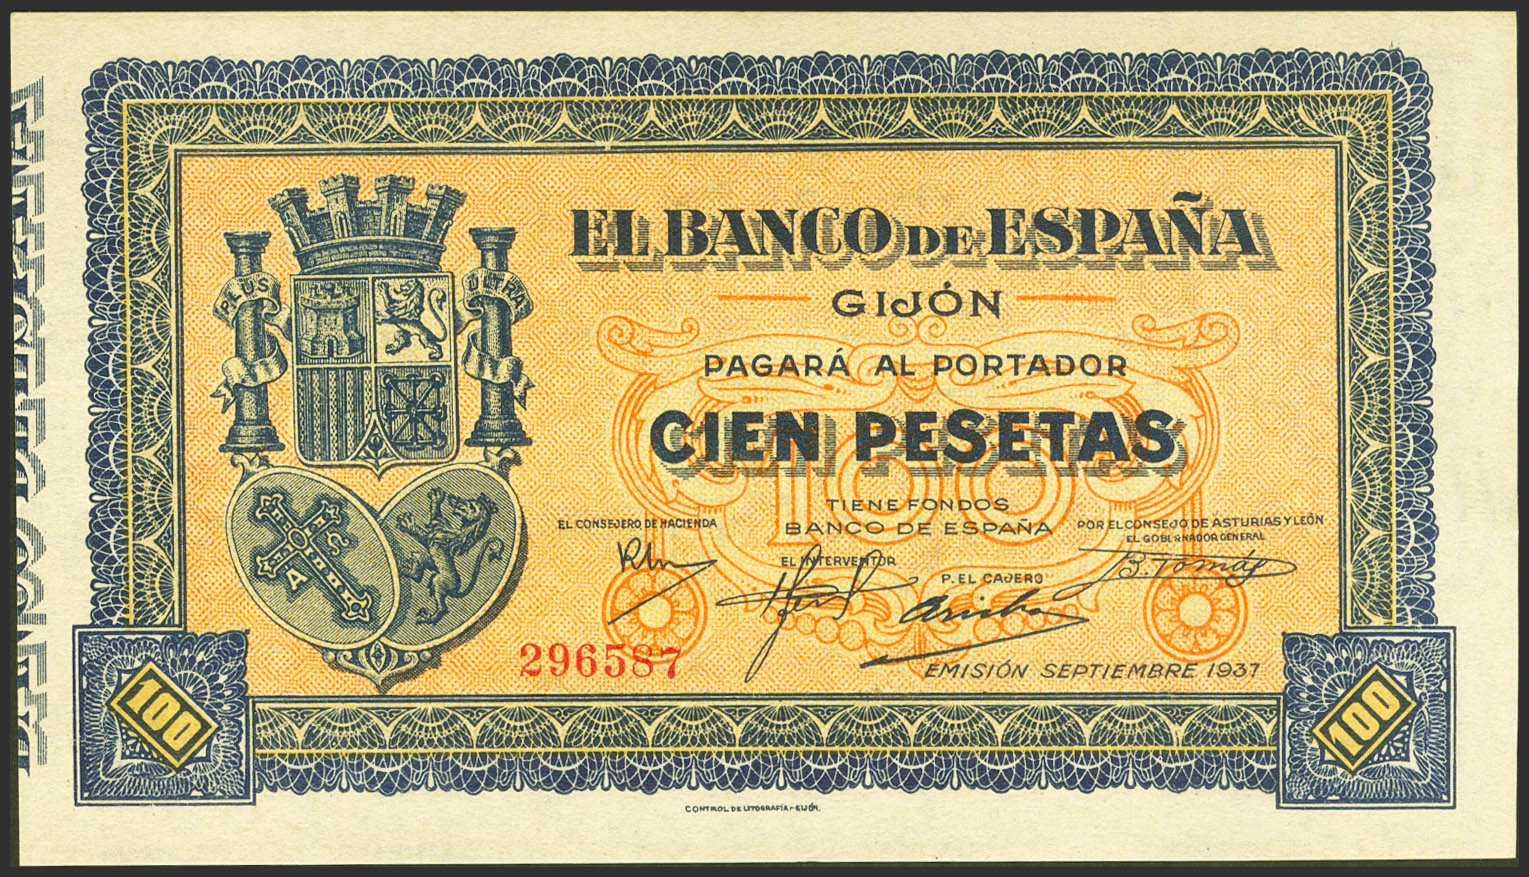 EL BANCO DE ESPAÑA
GIJÓN
PAGARÁ AL PORTADOR
CIEN PESETAS
100
TIENE FONDOS
BANCO DE ESPAÑA
EL CONSEJERO DE HACIENDA
POR EL CONSEJO DE ASTURIAS Y LEÓN
EL GOBERNADOR GENERAL
EL INTERVENTOR
P. EL CAJERO
B. Tomás
296587
EMISIÓN SEPTIEMBRE 1937
PLUS
ULTRA
A
100
100
CONTROL DE LITOGRAFÍA - GIJÓN.